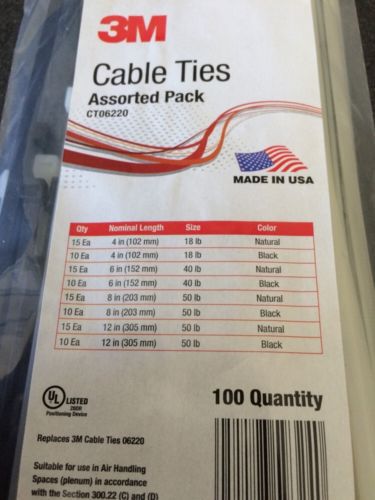 3M
Cable Ties
Assorted Pack
CT06220
MADE IN USA
Qty Nominal Length Size Color
15 Ea 4 in (102 mm) 18 lb Natural
10 Ea 4 in (102 mm) 18 lb Black
15 Ea 6 in (152 mm) 40 lb Natural
10 Ea 6 in (152 mm) 40 lb Black
15 Ea 8 in (203 mm) 50 lb Natural
10 Ea 8 in (203 mm) 50 lb Black
15 Ea 12 in (305 mm) 50 lb Natural
10 Ea 12 in (305 mm) 50 lb Black
UL LISTED
Positioning Device
100 Quantity
Replaces 3M Cable Ties 06220
Suitable for use in Air Handling
Spaces (plenum) in accordance
with the Section 300.22 (C) and (D)